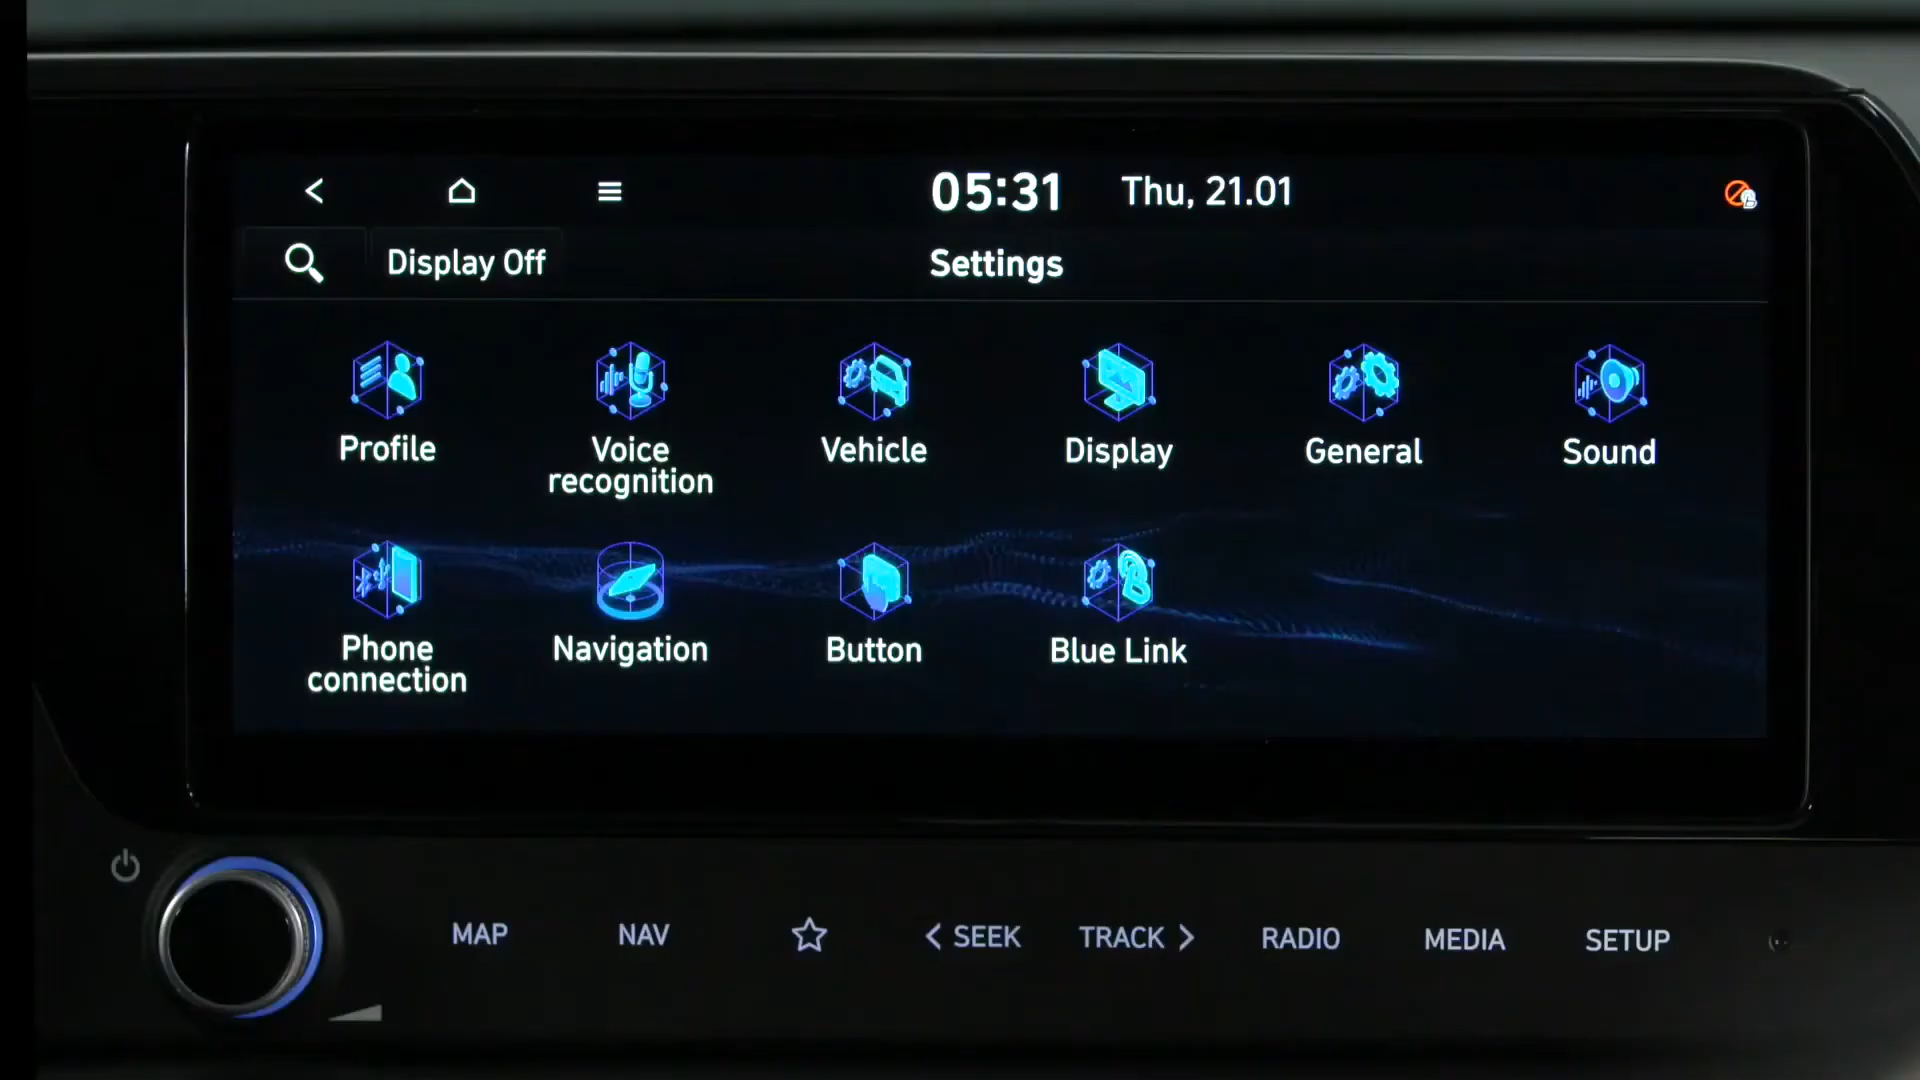 05:31 Thu, 21.01
Display Off Settings
Profile
Voice
recognition
Vehicle
Display
General
Sound
Phone
connection
Navigation
Button
Blue Link
MAP NAV SEEK TRACK RADIO MEDIA SETUP